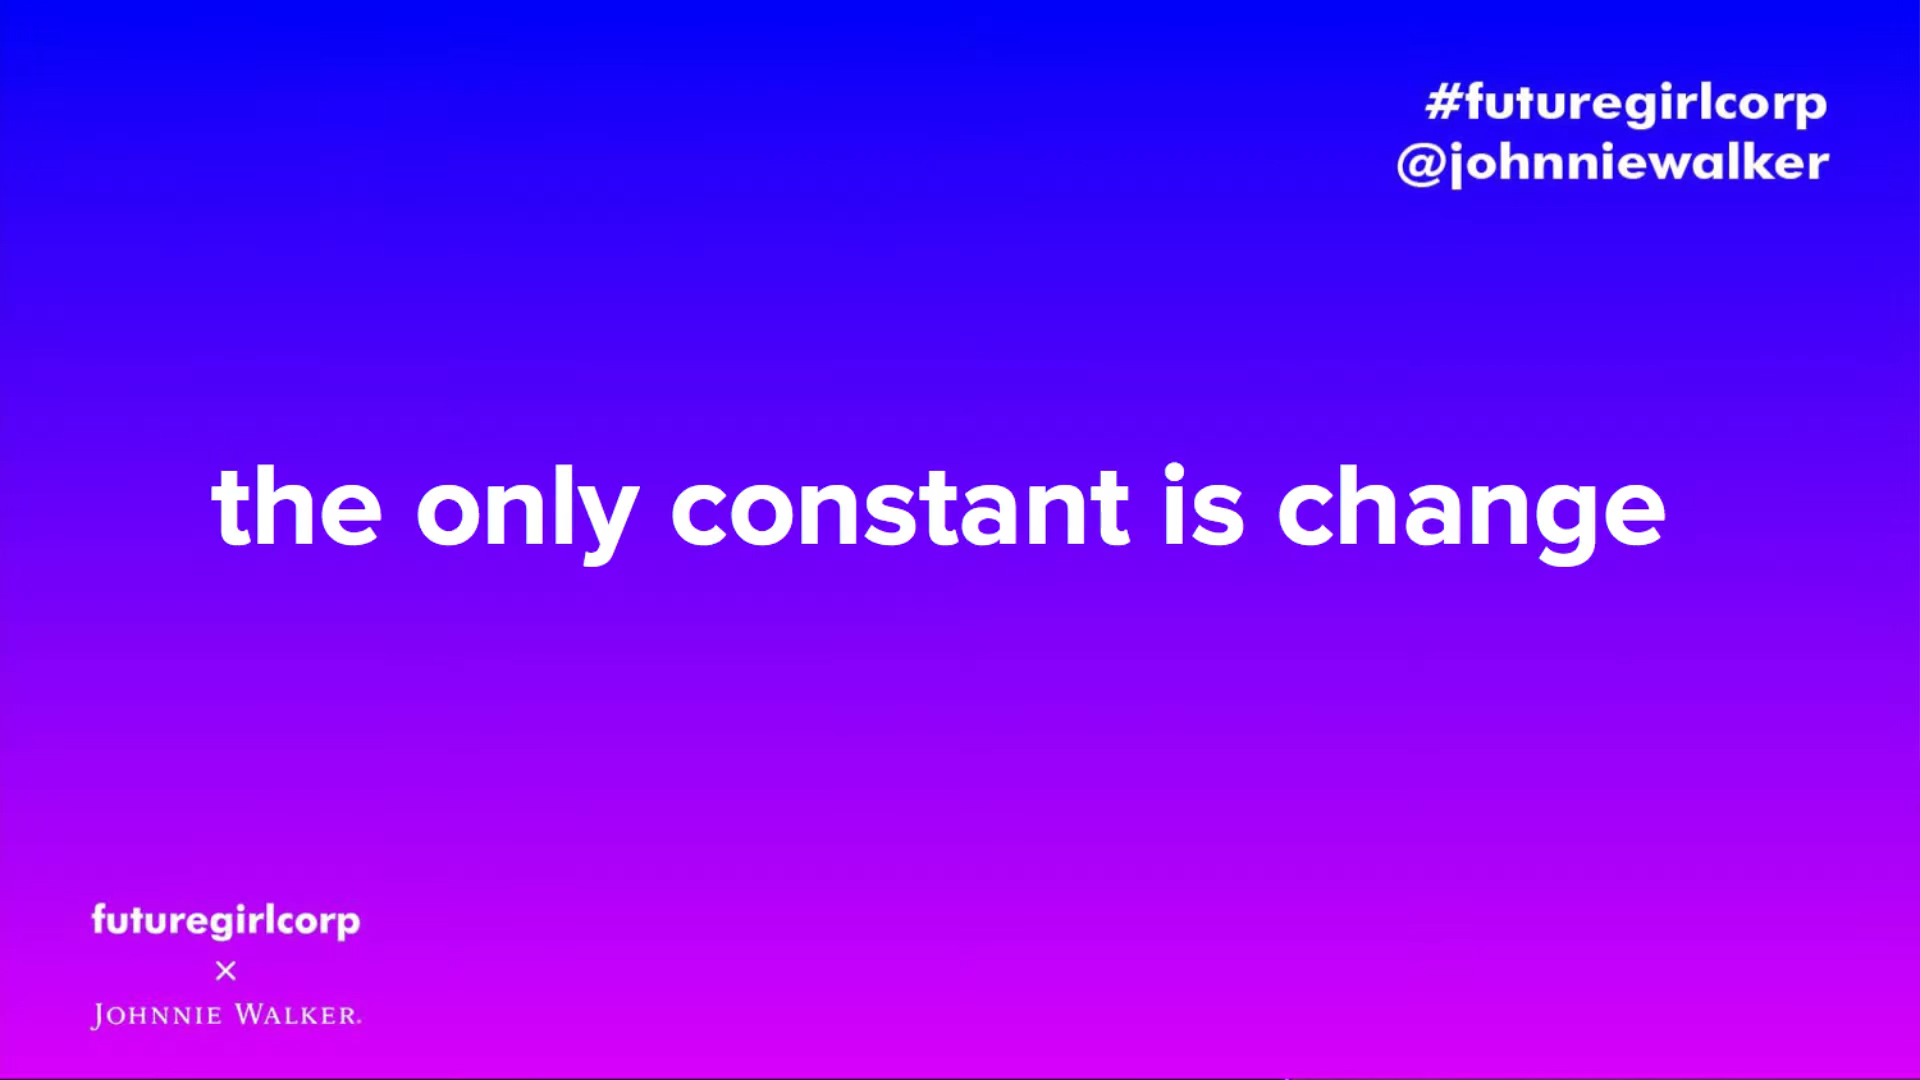 #futuregirlcorp
@johnniewalker
the only constant is change
futuregirlcorp
×
JOHNNIE WALKER.